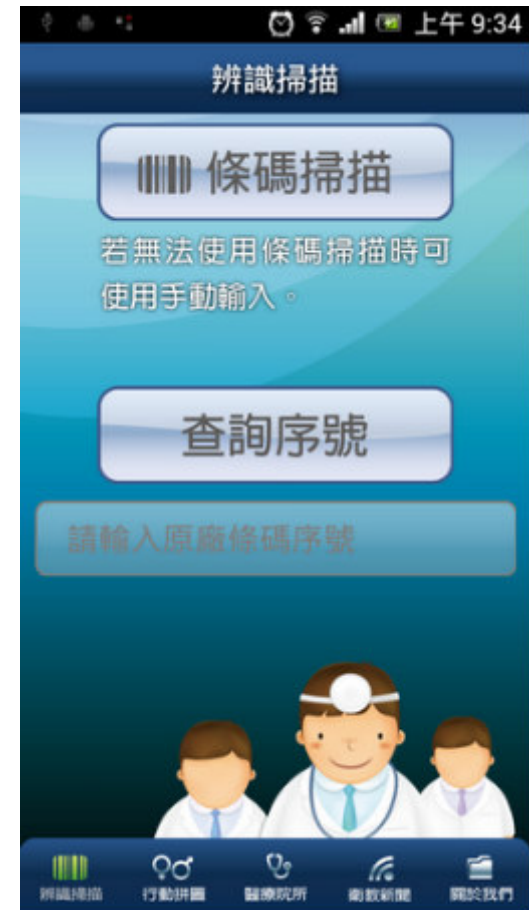 上午 9:34
辨識掃描
條碼掃描
若無法使用條碼掃描時可
使用手動輸入。
查詢序號
請輸入原廠條碼序號
辨識掃描
行動拼圖
醫療院所
衛教新聞
關於我們